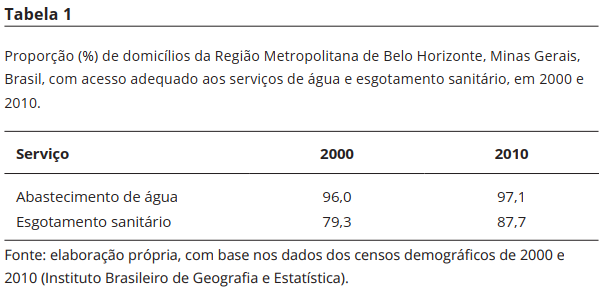 Tabela 1
Proporção (%) de domicílios da Região Metropolitana de Belo Horizonte, Minas Gerais,
Brasil, com acesso adequado aos serviços de água e esgotamento sanitário, em 2000 e
2010.
Serviço 2000 2010
Abastecimento de água 96,0 97,1
Esgotamento sanitário 79,3 87,7
Fonte: elaboração própria, com base nos dados dos censos demográficos de 2000 e
2010 (Instituto Brasileiro de Geografia e Estatística).